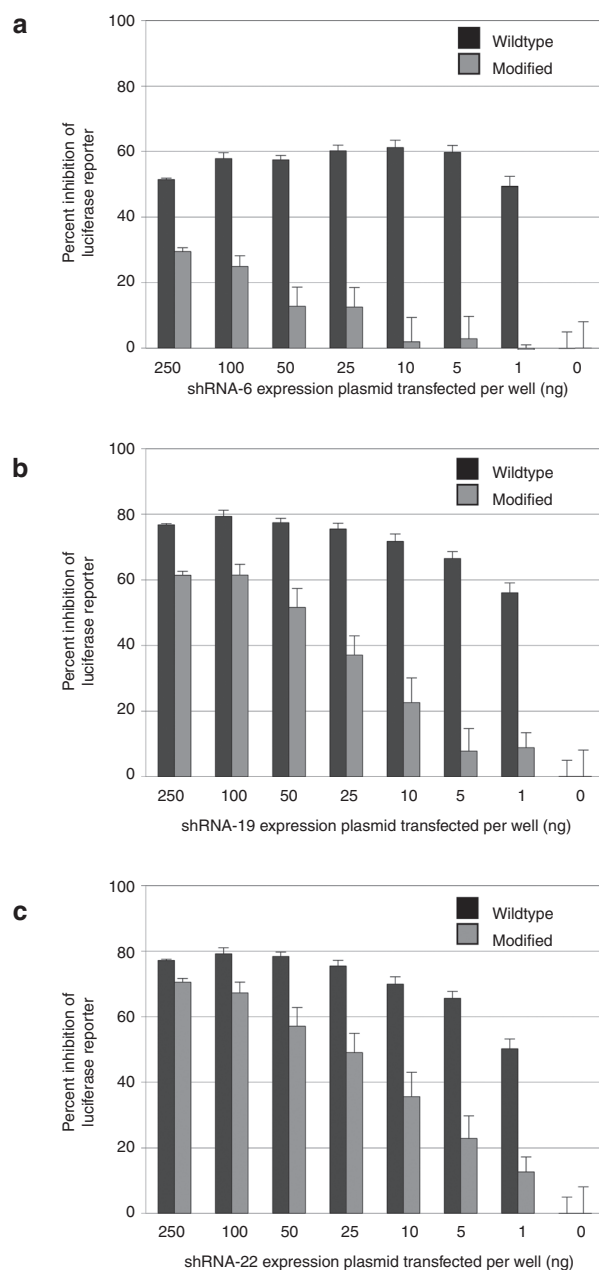 a
100
80
60
40
20
0
Percent inhibition of
luciferase reporter
Wildtype
Modified
250 100 50 25 10 5 1 0
shRNA-6 expression plasmid transfected per well (ng)
b
100
80
60
40
20
0
Percent inhibition of
luciferase reporter
Wildtype
Modified
250 100 50 25 10 5 1 0
shRNA-19 expression plasmid transfected per well (ng)
c
100
80
60
40
20
0
Percent inhibition of
luciferase reporter
Wildtype
Modified
250 100 50 25 10 5 1 0
shRNA-22 expression plasmid transfected per well (ng)